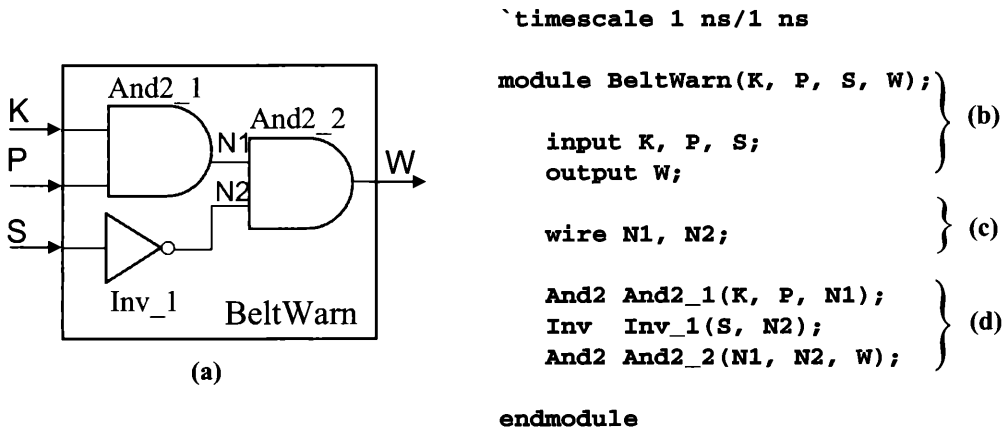 And2_1
K
And2_2
N1
P
W
N2
S
Inv_1
BeltWarn
(a)
`timescale 1 ns/1 ns
module BeltWarn(K, P, S, W);
(b)
input K, P, S;
output W;
wire N1, N2;
(c)
And2 And2_1(K, P, N1);
Inv Inv_1(S, N2);
(d)
And2 And2_2(N1, N2, W);
endmodule